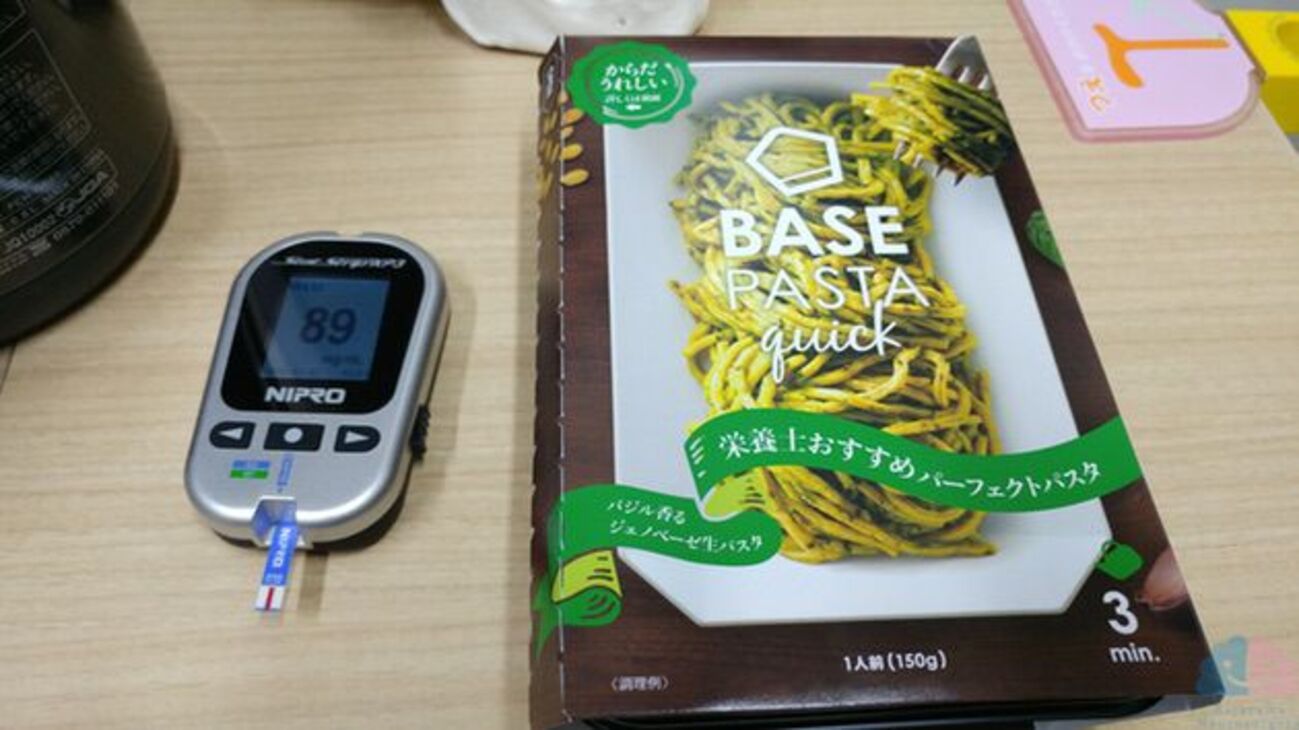 89
NIPRO
NIPRO
からだ
うれしい
BASE
PASTA
quick
栄養士おすすめパーフェクトパスタ
バジル香る
ジェノベーゼ生パスタ
3
min.
1人前(150g)
〈調理例〉